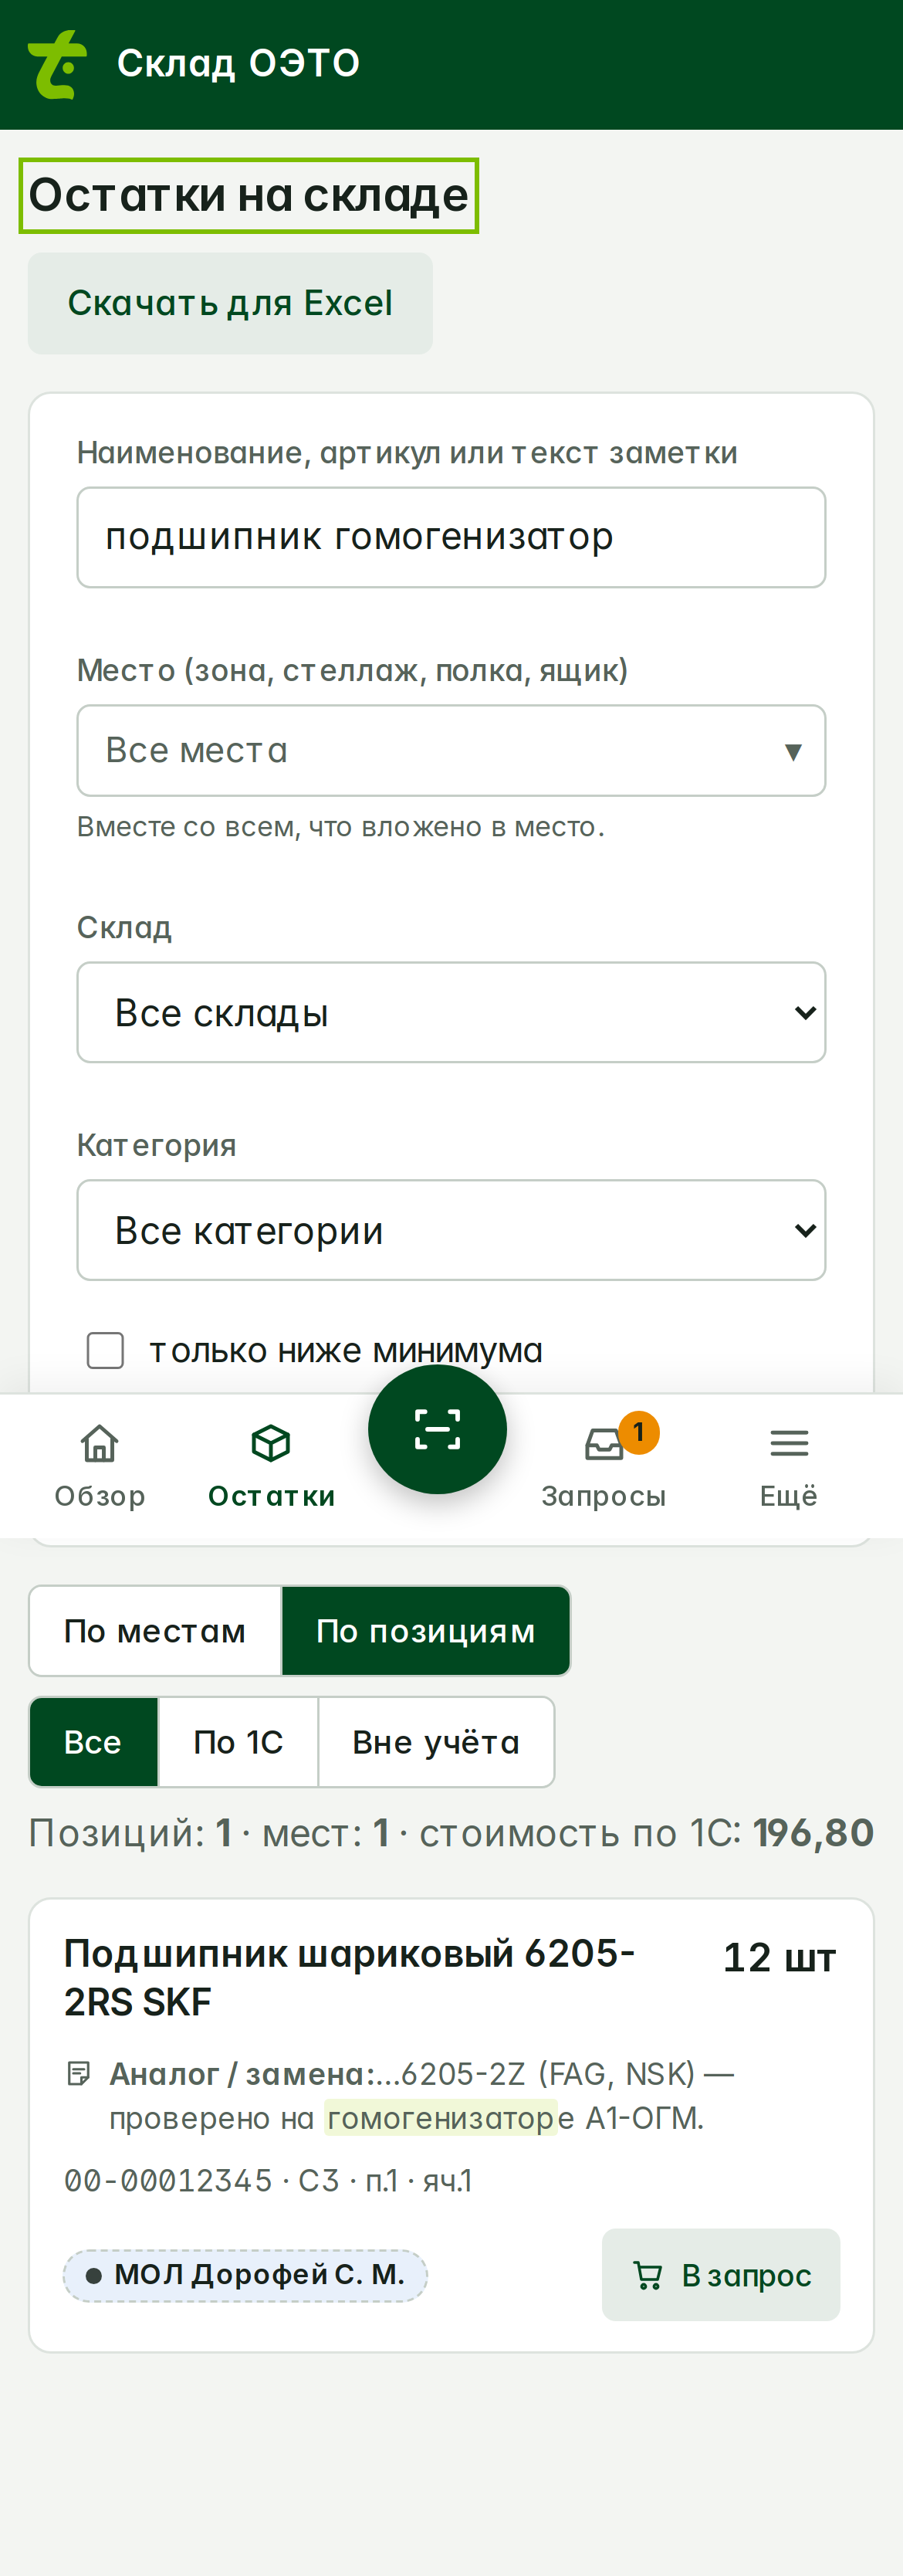 Склад ОЭТО
Остатки на складе
Скачать для Excel
Наименование, артикул или текст заметки
подшипник гомогенизатор
Место (зона, стеллаж, полка, ящик)
Все места
Вместе со всем, что вложено в место.
Склад
Все склады
Категория
Все категории
только ниже минимума
1
Обзор
Остатки
Запросы
Ещё
По местам
По позициям
Все
По 1С
Вне учёта
Позиций: 1 · мест: 1 · стоимость по 1С: 196,80
Подшипник шариковый 6205-
2RS SKF
12 шт
Аналог / замена:…6205-2Z (FAG, NSK) —
проверено на гомогенизаторе А1-ОГМ.
00-00012345 · С3 · п.1 · яч.1
МОЛ Дорофей С. М.
В запрос